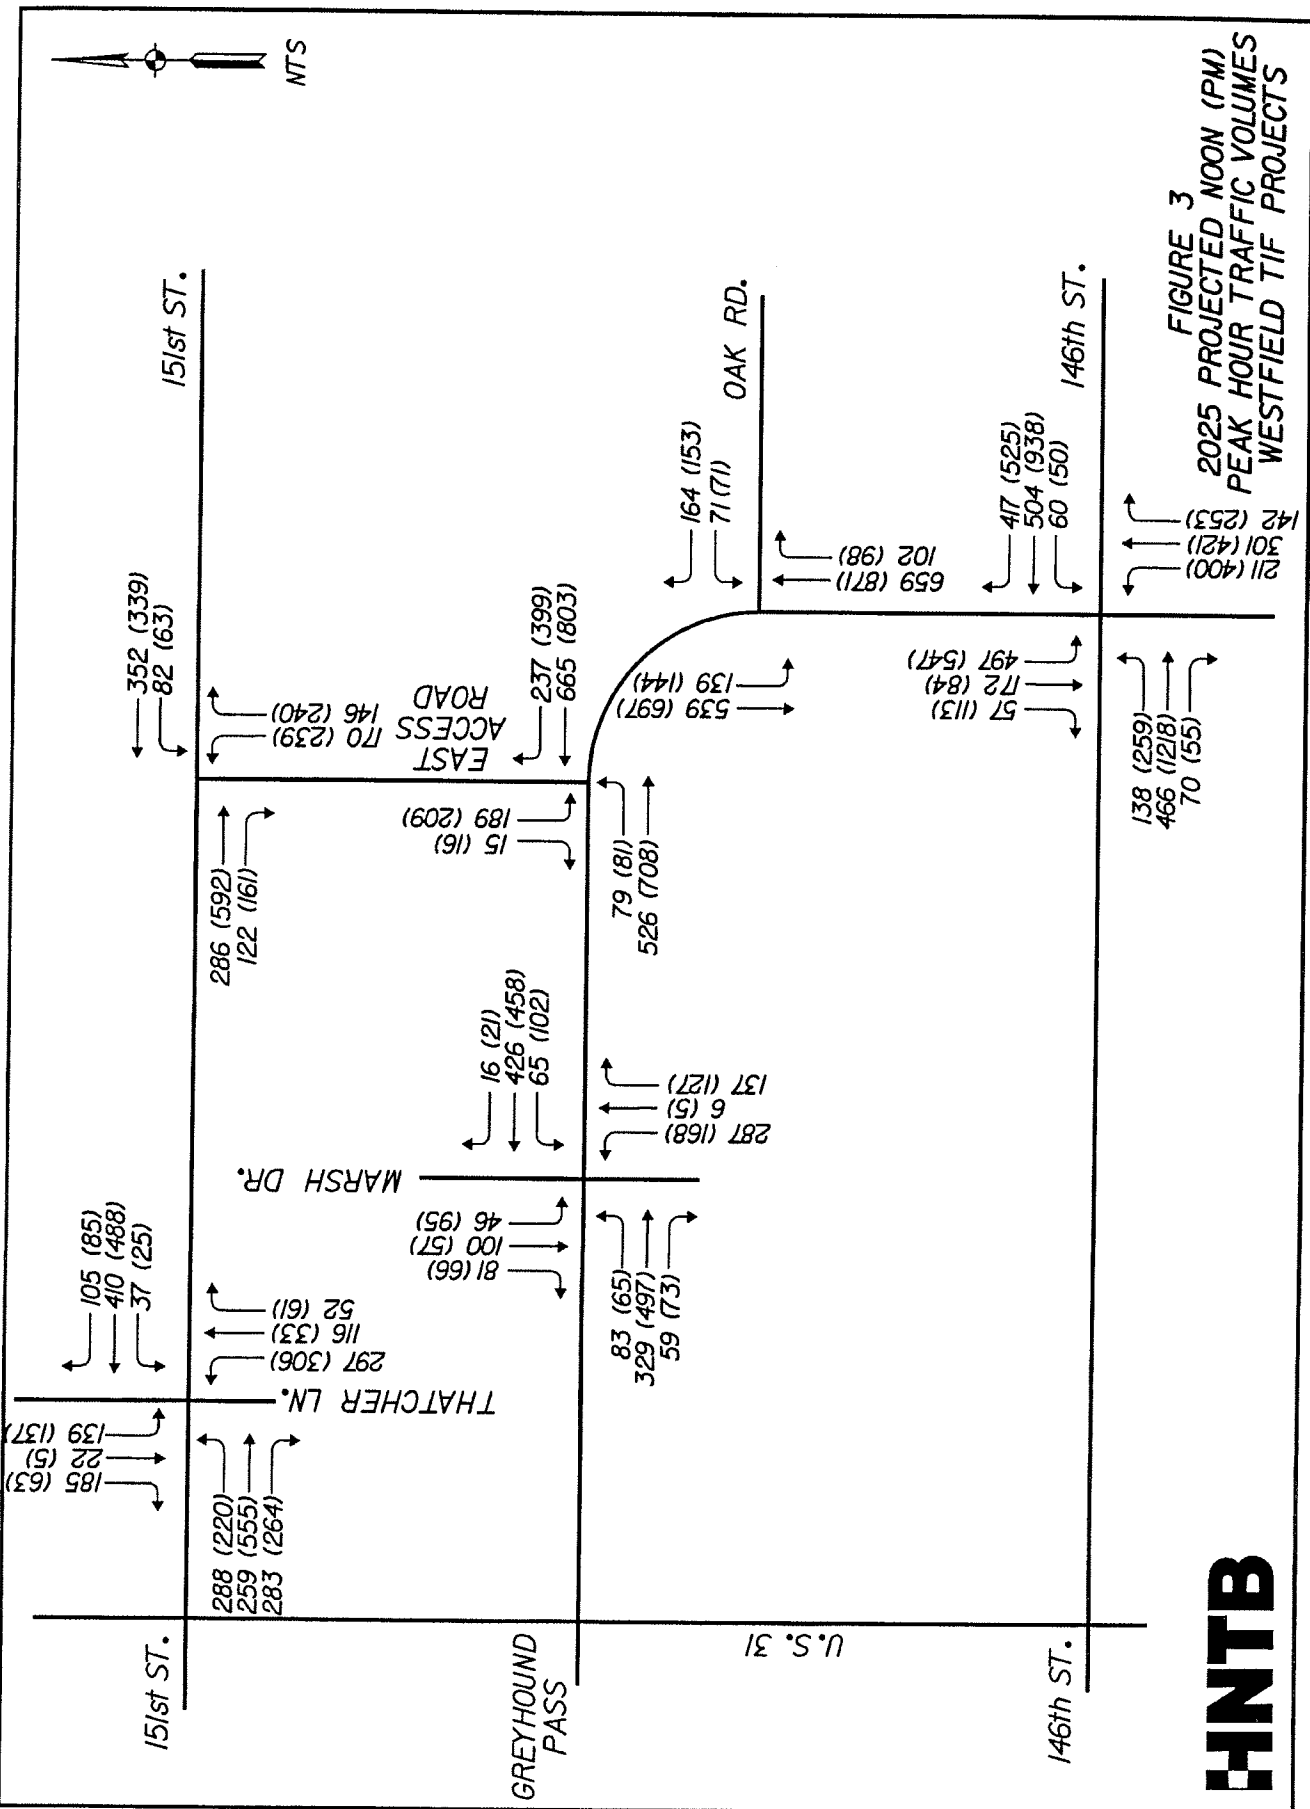 NTS
151st ST.
352 (339)
82 (63)
170 (239)
146 (240)
286 (592)
122 (161)
EAST
ACCESS
ROAD
105 (85)
410 (488)
37 (25)
185 (63)
22 (5)
139 (137)
297 (306)
116 (33)
52 (61)
THATCHER LN.
288 (220)
259 (555)
283 (264)
151st ST.
237 (399)
665 (803)
15 (16)
189 (209)
79 (81)
526 (708)
16 (21)
426 (458)
65 (102)
MARSH DR.
81 (66)
100 (57)
46 (95)
287 (168)
6 (5)
137 (127)
83 (65)
329 (497)
59 (73)
GREYHOUND
PASS
OAK RD.
164 (153)
71 (71)
539 (697)
139 (144)
659 (871)
102 (98)
U.S. 31
146th ST.
417 (525)
504 (938)
60 (50)
57 (113)
172 (84)
497 (547)
138 (259)
466 (1218)
70 (55)
211 (400)
301 (421)
142 (253)
146th ST.
HNTB
FIGURE 3
2025 PROJECTED NOON (PM)
PEAK HOUR TRAFFIC VOLUMES
WESTFIELD TIF PROJECTS